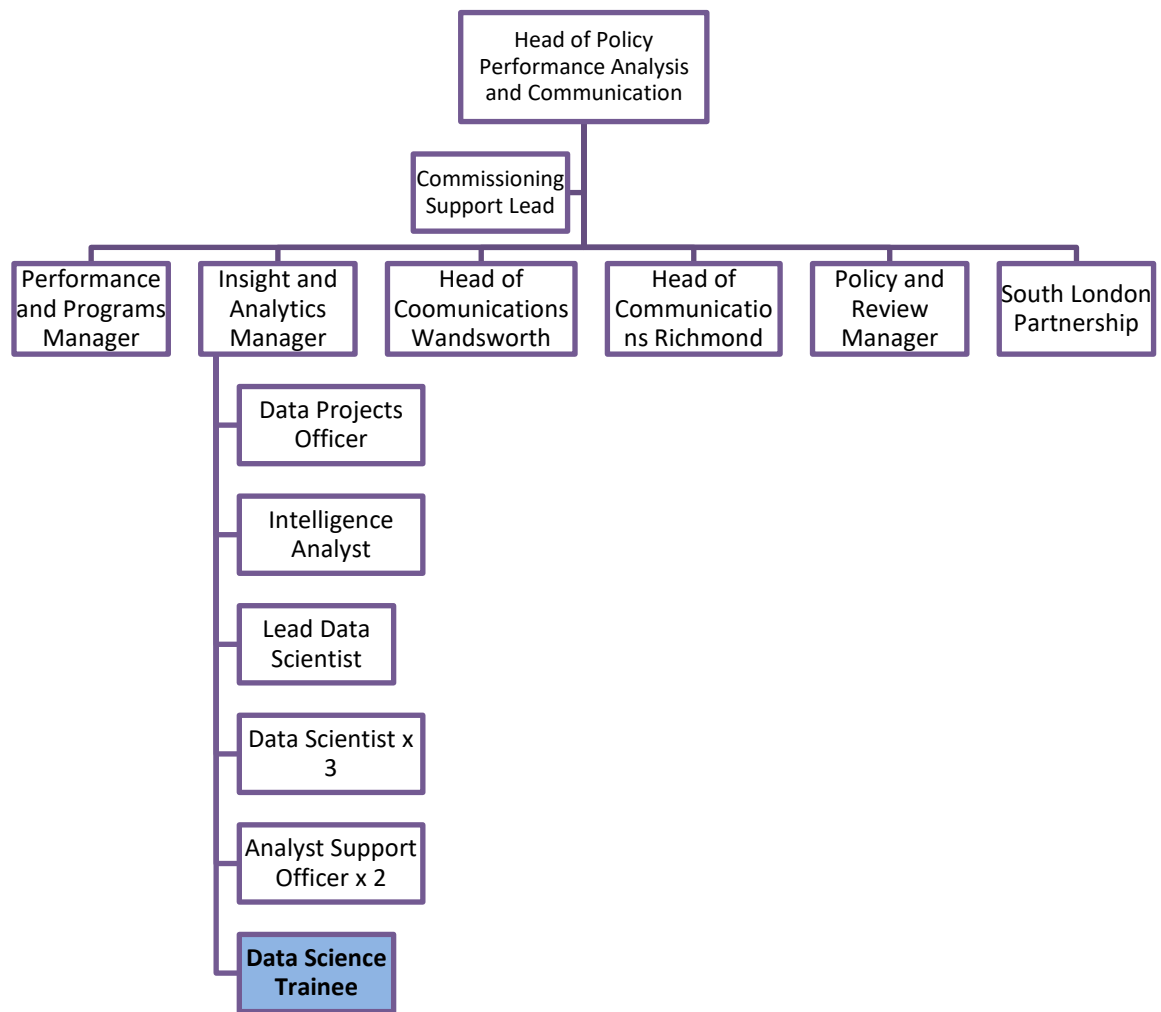 Head of Policy
Performance Analysis
and Communication
Commissioning
Support Lead
Performance
and Programs
Manager
Insight and
Analytics
Manager
Head of
Coomunications
Wandsworth
Head of
Communicatio
ns Richmond
Policy and
Review
Manager
South London
Partnership
Data Projects
Officer
Intelligence
Analyst
Lead Data
Scientist
Data Scientist x
3
Analyst Support
Officer x 2
Data Science
Trainee